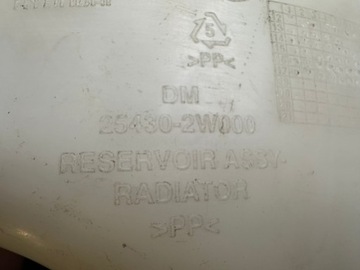 5
>PP<
DM
25430-2W000
RESERVOIR ASSY-
RADIATOR
>PP<